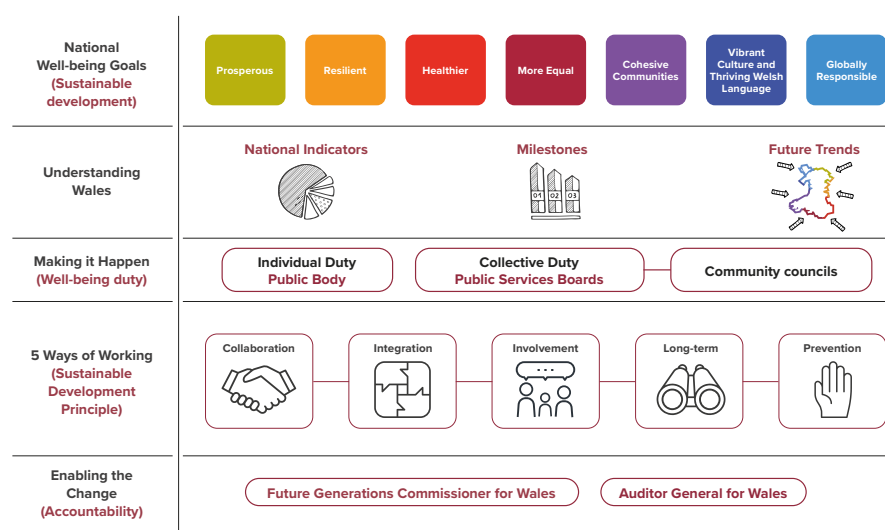 National
Well-being Goals
(Sustainable
development)
Prosperous
Resilient
Healthier
More Equal
Cohesive
Communities
Vibrant
Culture and
Thriving Welsh
Language
Globally
Responsible
Understanding
Wales
National Indicators
Milestones
01 02 03
Future Trends
Making it Happen
(Well-being duty)
Individual Duty
Public Body
Collective Duty
Public Services Boards
Community councils
5 Ways of Working
(Sustainable
Development
Principle)
Collaboration
Integration
Involvement
Long-term
Prevention
Enabling the
Change
(Accountability)
Future Generations Commissioner for Wales
Auditor General for Wales